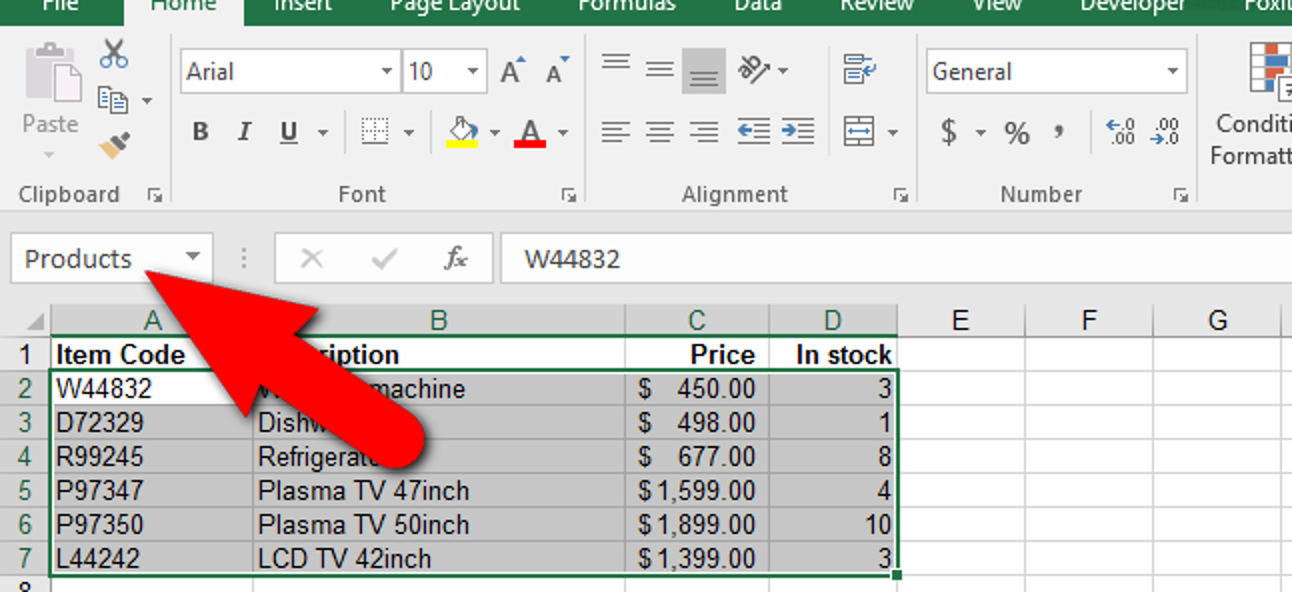 File Home Insert Page Layout Formulas Data Review View Developer Foxit
Arial 10 A A General
Paste B I U A $ % , .0 .00 .00 .0 Conditi
Formatt
Clipboard Font Alignment Number
Products fx W44832
A B C D E F G
1 Item Code ription Price In stock
2 W44832 machine $ 450.00 3
3 D72329 Dishw $ 498.00 1
4 R99245 Refrigerat $ 677.00 8
5 P97347 Plasma TV 47inch $1,599.00 4
6 P97350 Plasma TV 50inch $1,899.00 10
7 L44242 LCD TV 42inch $1,399.00 3
8